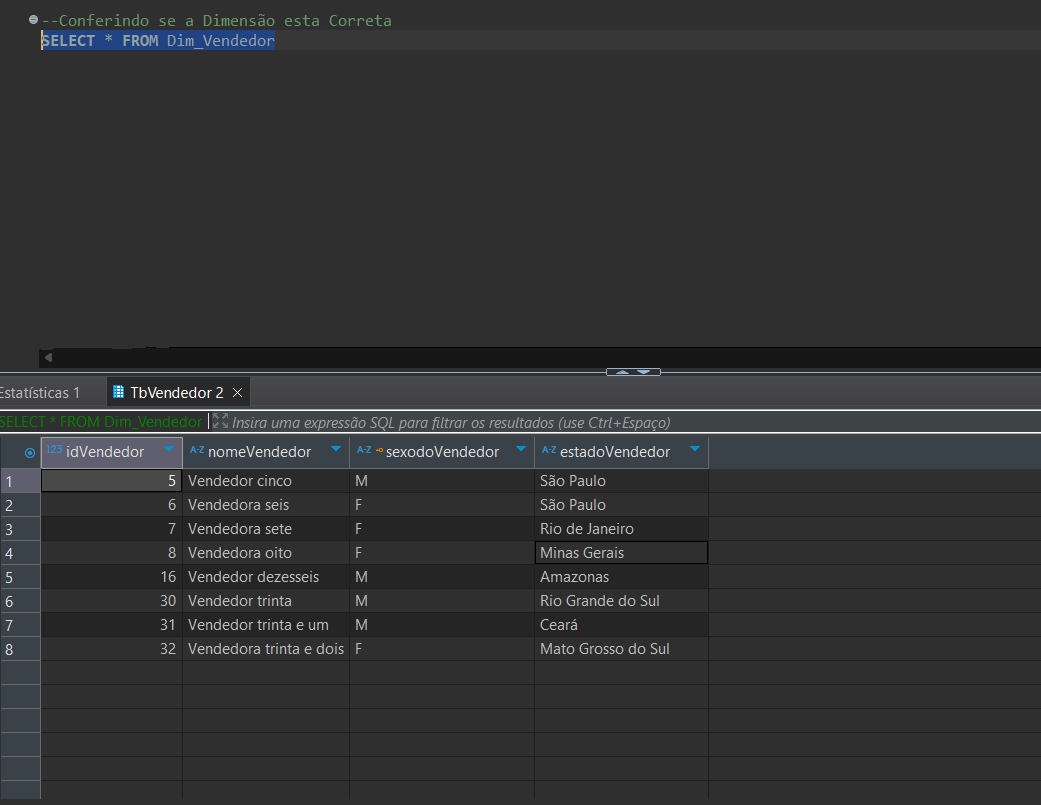 --Conferindo se a Dimensão esta Correta
SELECT * FROM Dim_Vendedor
Estatísticas 1 TbVendedor 2
SELECT * FROM Dim_Vendedor Insira uma expressão SQL para filtrar os resultados (use Ctrl+Espaço)
123 idVendedor A-Z nomeVendedor A-Z sexodoVendedor A-Z estadoVendedor
1 5 Vendedor cinco M São Paulo
2 6 Vendedora seis F São Paulo
3 7 Vendedora sete F Rio de Janeiro
4 8 Vendedora oito F Minas Gerais
5 16 Vendedor dezesseis M Amazonas
6 30 Vendedor trinta M Rio Grande do Sul
7 31 Vendedor trinta e um M Ceará
8 32 Vendedora trinta e dois F Mato Grosso do Sul